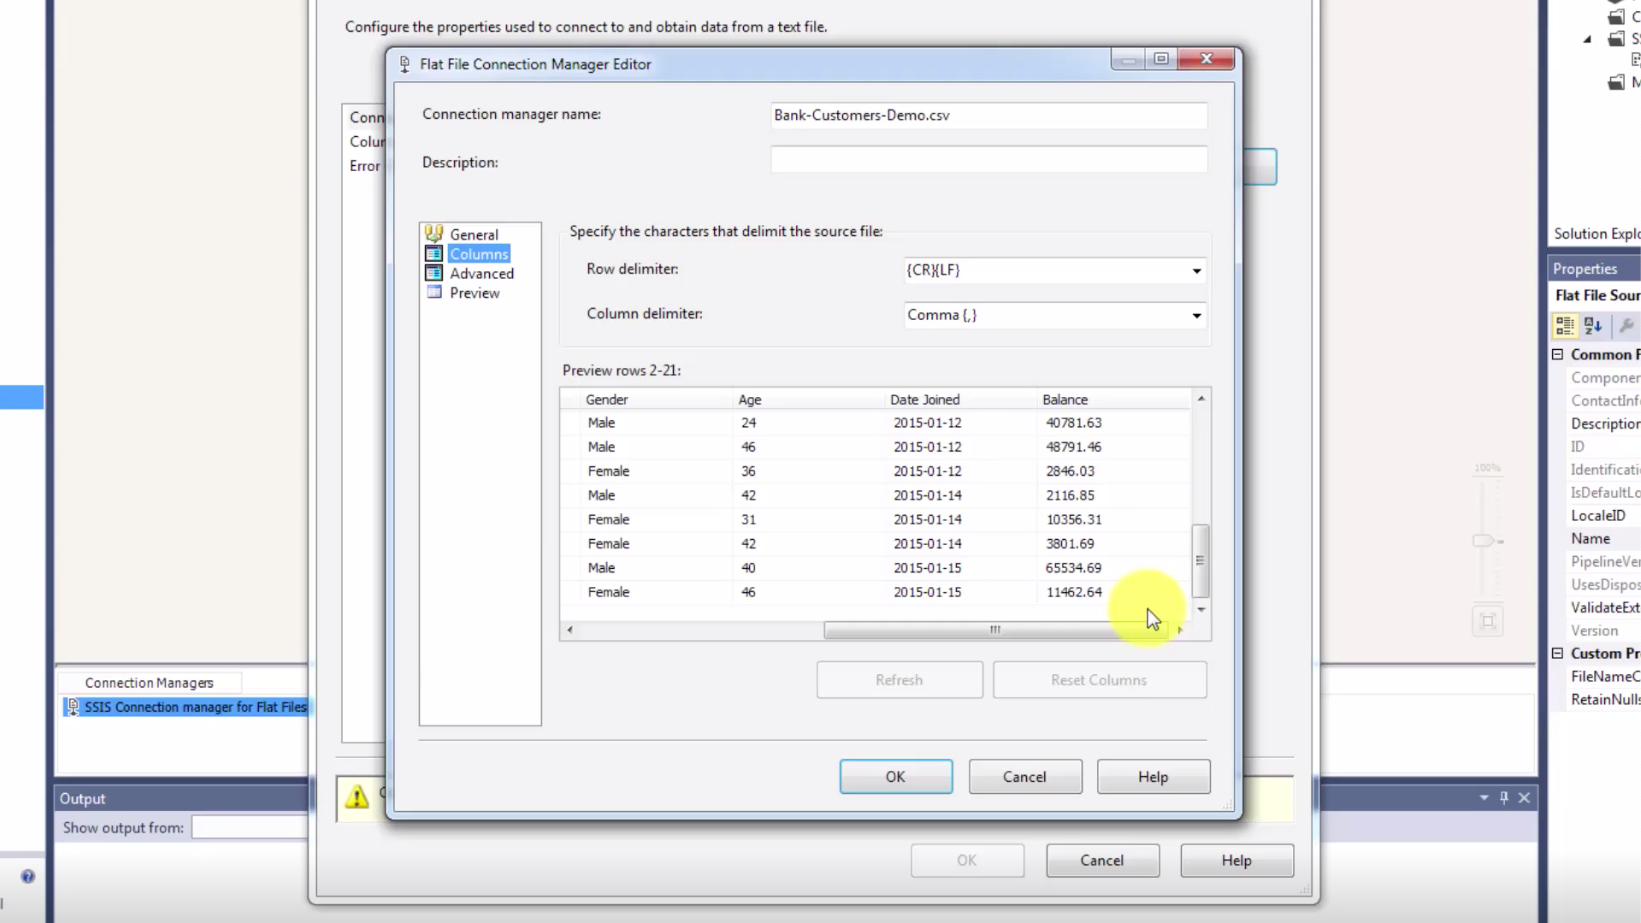 Configure the properties used to connect to and obtain data from a text file.
Flat File Connection Manager Editor
Connection manager name:
Bank-Customers-Demo.csv
Description:
General
Columns
Advanced
Preview
Specify the characters that delimit the source file:
Row delimiter:
{CR}{LF}
Column delimiter:
Comma {,}
Preview rows 2-21:
Gender Age Date Joined Balance
Male 24 2015-01-12 40781.63
Male 46 2015-01-12 48791.46
Female 36 2015-01-12 2846.03
Male 42 2015-01-14 2116.85
Female 31 2015-01-14 10356.31
Female 42 2015-01-14 3801.69
Male 40 2015-01-15 65534.69
Female 46 2015-01-15 11462.64
Refresh Reset Columns
OK Cancel Help
OK Cancel Help
Conn
Colur
Error
Connection Managers
SSIS Connection manager for Flat Files
Output
Show output from:
100%
Solution Explo
Properties
Flat File Sour
Common P
Componen
ContactInf
Description
ID
Identificati
IsDefaultLo
LocaleID
Name
PipelineVer
UsesDispos
ValidateExt
Version
Custom Pr
FileNameC
RetainNulls